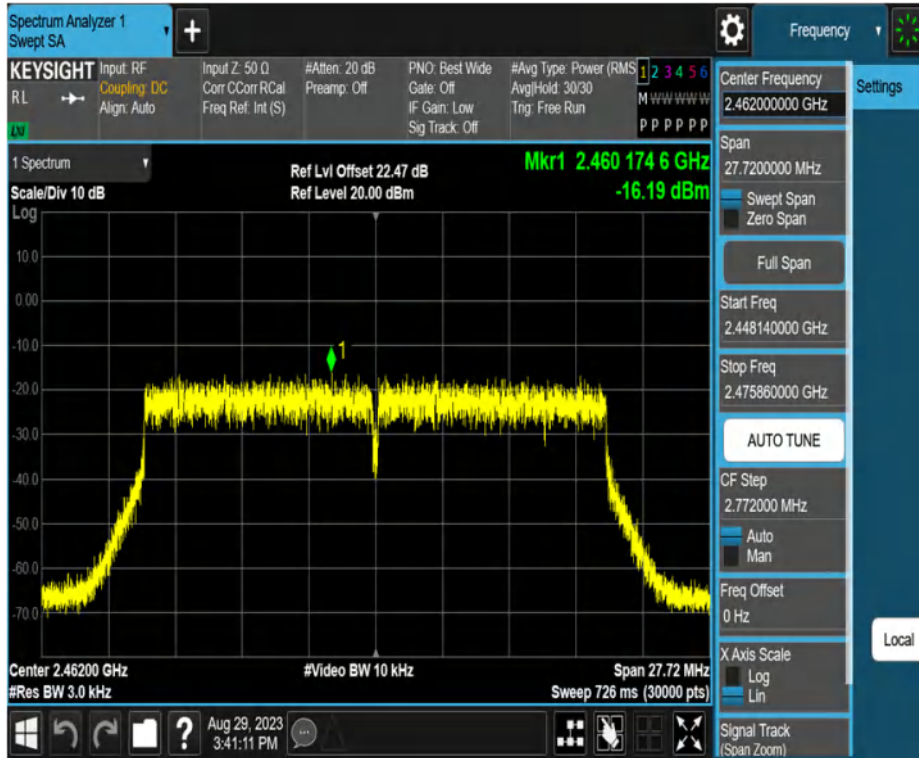 Spectrum Analyzer 1
Swept SA
+
Frequency
KEYSIGHT
RL
LXI
Input: RF
Coupling: DC
Align: Auto
Input Z: 50 Ω
Corr CCorr RCal
Freq Ref: Int (S)
#Atten: 20 dB
Preamp: Off
PNO: Best Wide
Gate: Off
IF Gain: Low
Sig Track: Off
#Avg Type: Power (RMS
Avg|Hold: 30/30
Trig: Free Run
1 2 3 4 5 6
M W W W W W
P P P P P P
1 Spectrum
Scale/Div 10 dB
Log
Ref Lvl Offset 22.47 dB
Ref Level 20.00 dBm
Mkr1 2.460 174 6 GHz
-16.19 dBm
10.0
0.00
-10.0
-20.0
-30.0
-40.0
-50.0
-60.0
-70.0
1
Center 2.46200 GHz
#Res BW 3.0 kHz
#Video BW 10 kHz
Span 27.72 MHz
Sweep 726 ms (30000 pts)
?
Aug 29, 2023
3:41:11 PM
Center Frequency
2.462000000 GHz
Span
27.7200000 MHz
Swept Span
Zero Span
Full Span
Start Freq
2.448140000 GHz
Stop Freq
2.475860000 GHz
AUTO TUNE
CF Step
2.772000 MHz
Auto
Man
Freq Offset
0 Hz
X Axis Scale
Log
Lin
Signal Track
(Span Zoom)
Settings
Local